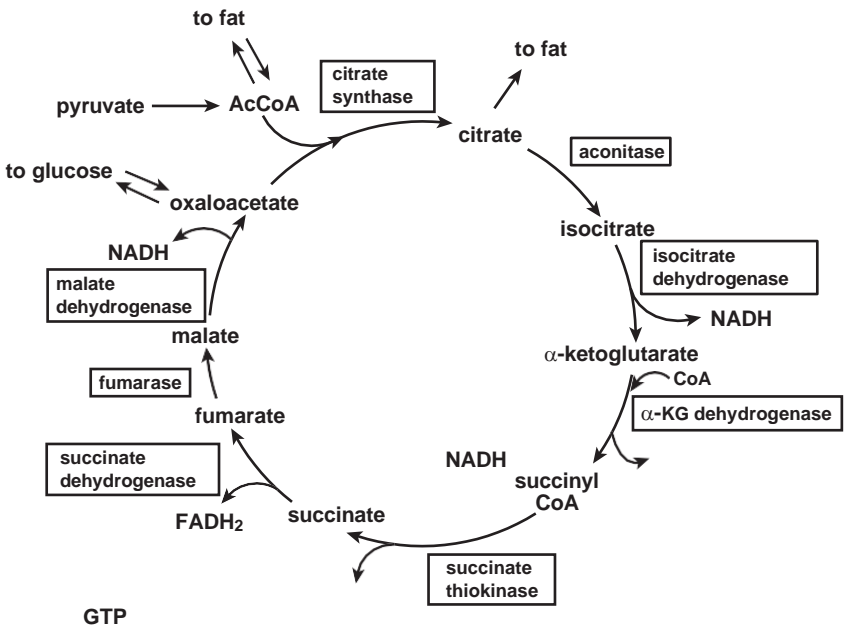 to fat
to fat
citrate
synthase
pyruvate
AcCoA
citrate
aconitase
to glucose
oxaloacetate
isocitrate
NADH
isocitrate
dehydrogenase
malate
dehydrogenase
NADH
malate
α-ketoglutarate
CoA
fumarase
α-KG dehydrogenase
fumarate
succinate
dehydrogenase
NADH
succinyl
CoA
FADH2
succinate
succinate
thiokinase
GTP